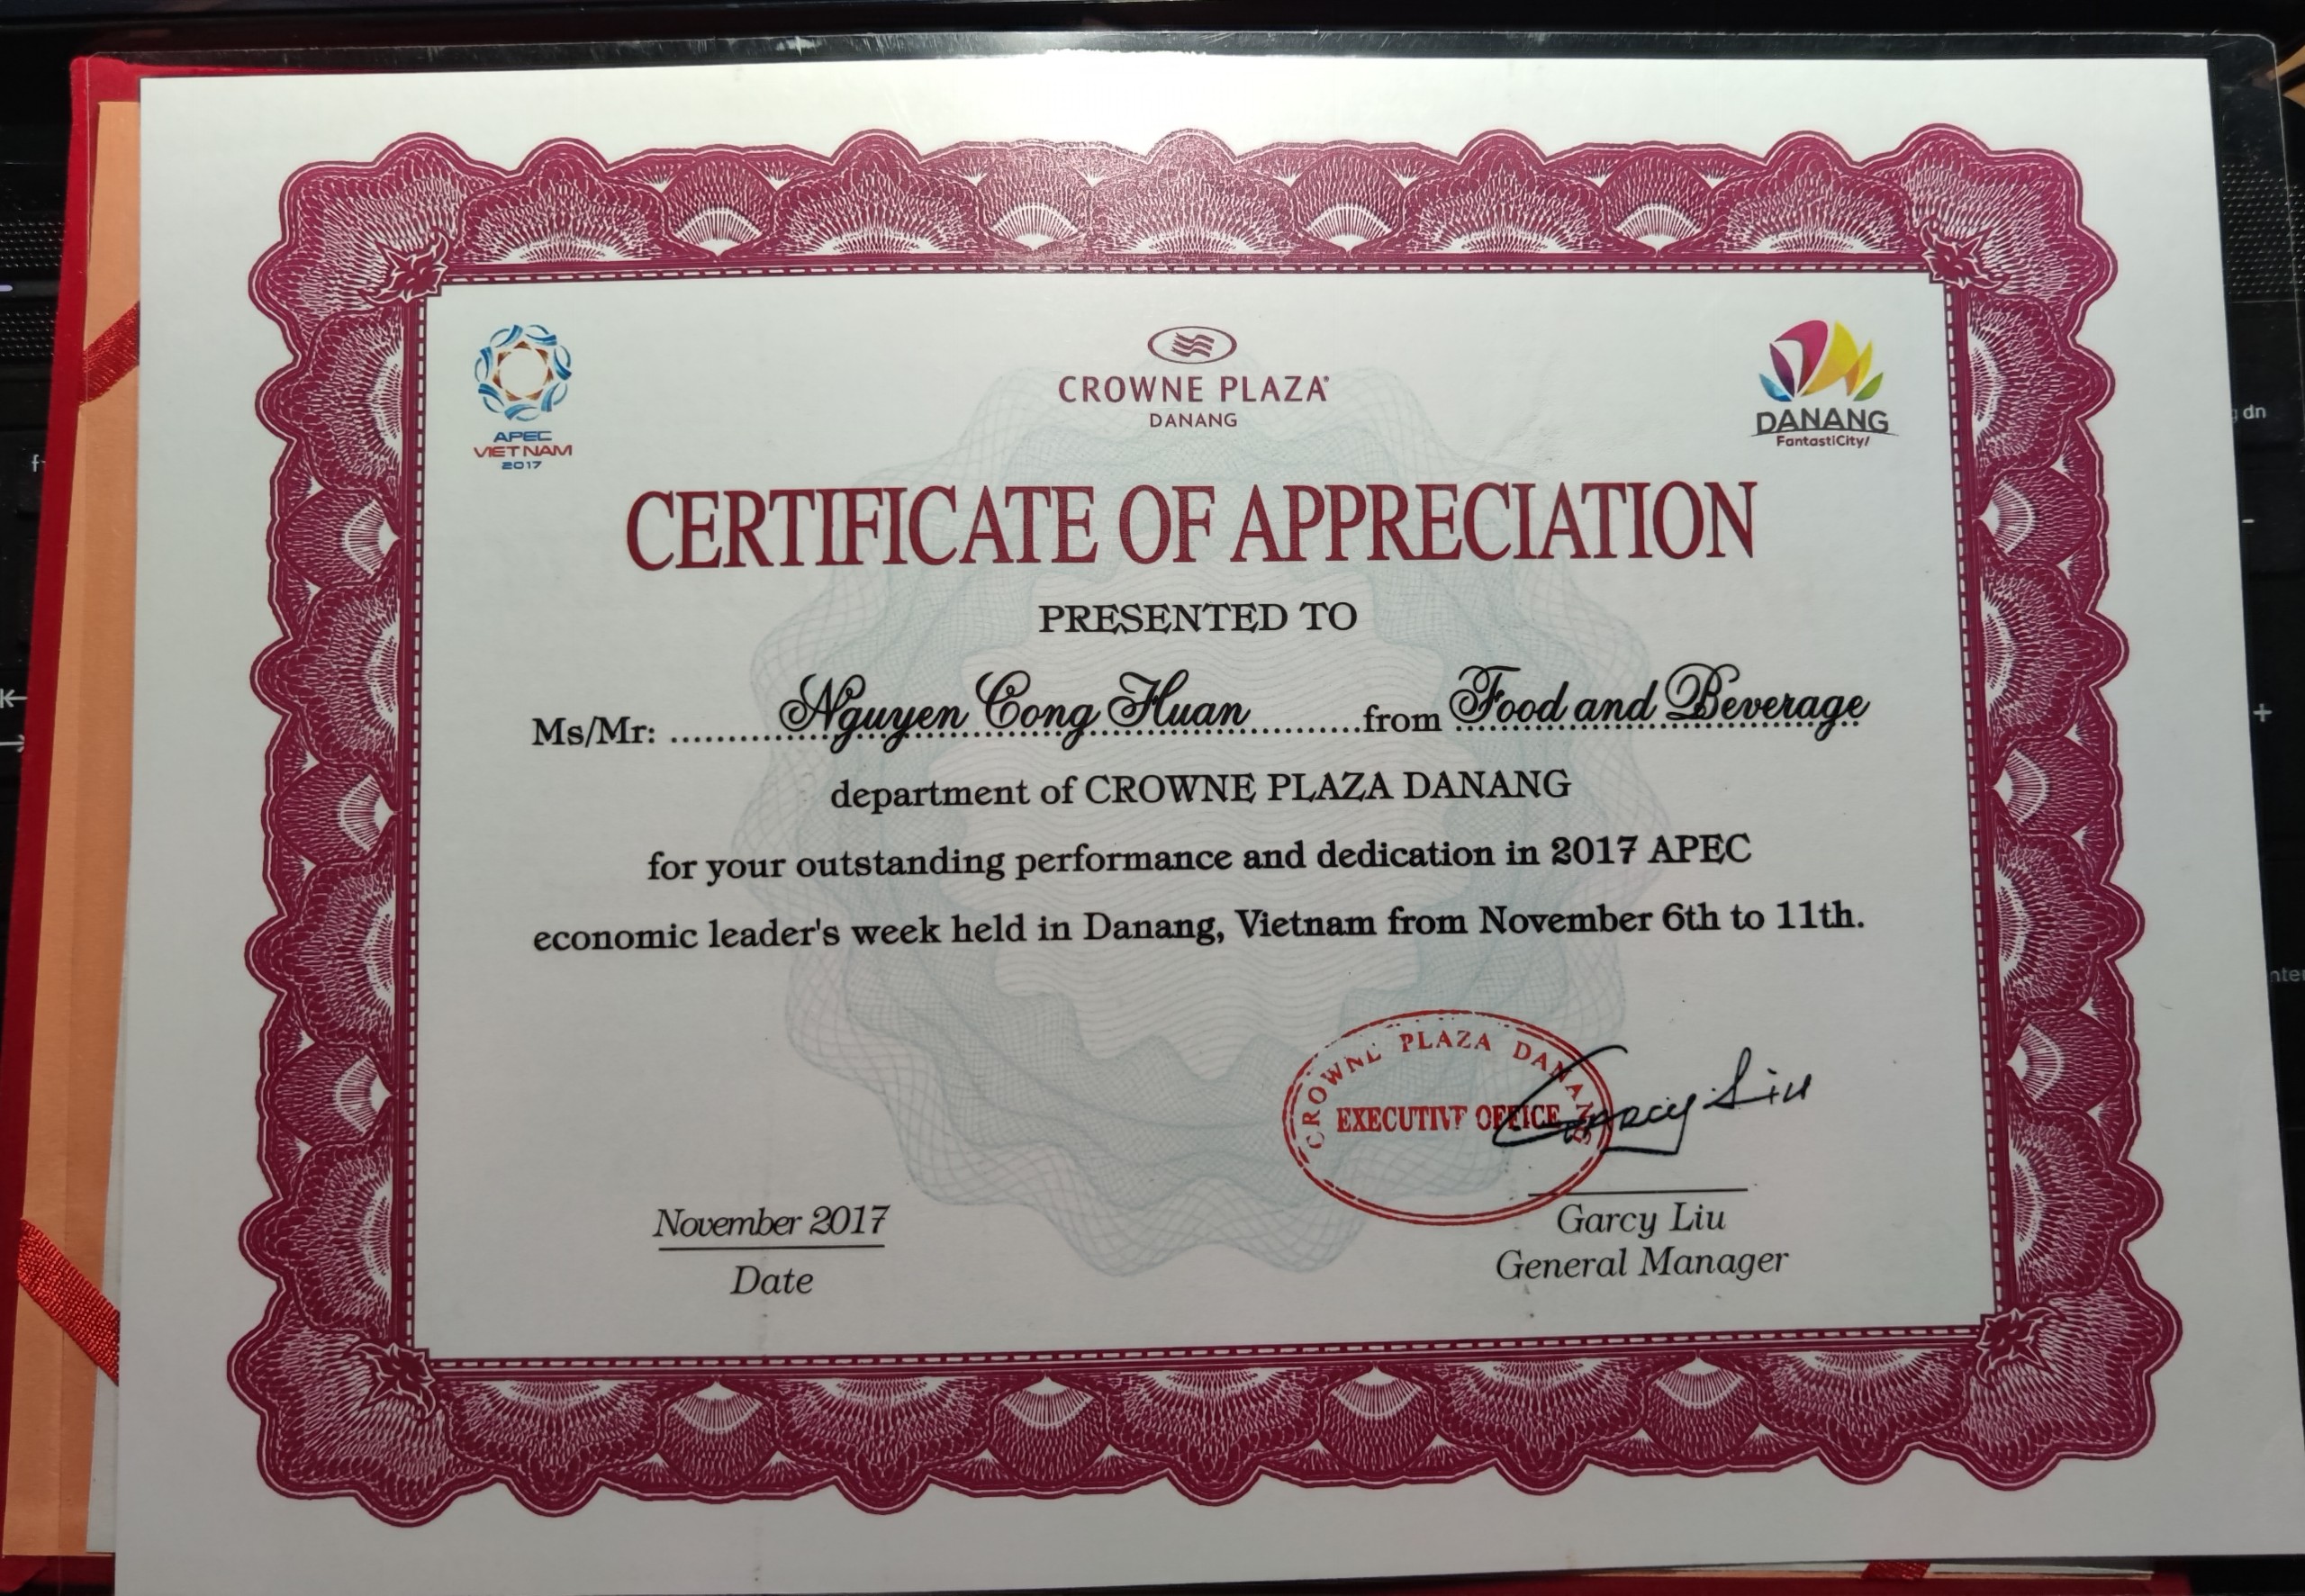 APEC
VIET NAM
2017
CROWNE PLAZA
DANANG
DANANG
FantastiCity!
CERTIFICATE OF APPRECIATION
PRESENTED TO
Ms/Mr: ..........Nguyen Cong Huan..........from Food and Beverage
department of CROWNE PLAZA DANANG
for your outstanding performance and dedication in 2017 APEC
economic leader's week held in Danang, Vietnam from November 6th to 11th.
CROWNE PLAZA DANANG
EXECUTIVE OFFICE
Garcy Liu
November 2017
Date
Garcy Liu
General Manager
dn
-
+